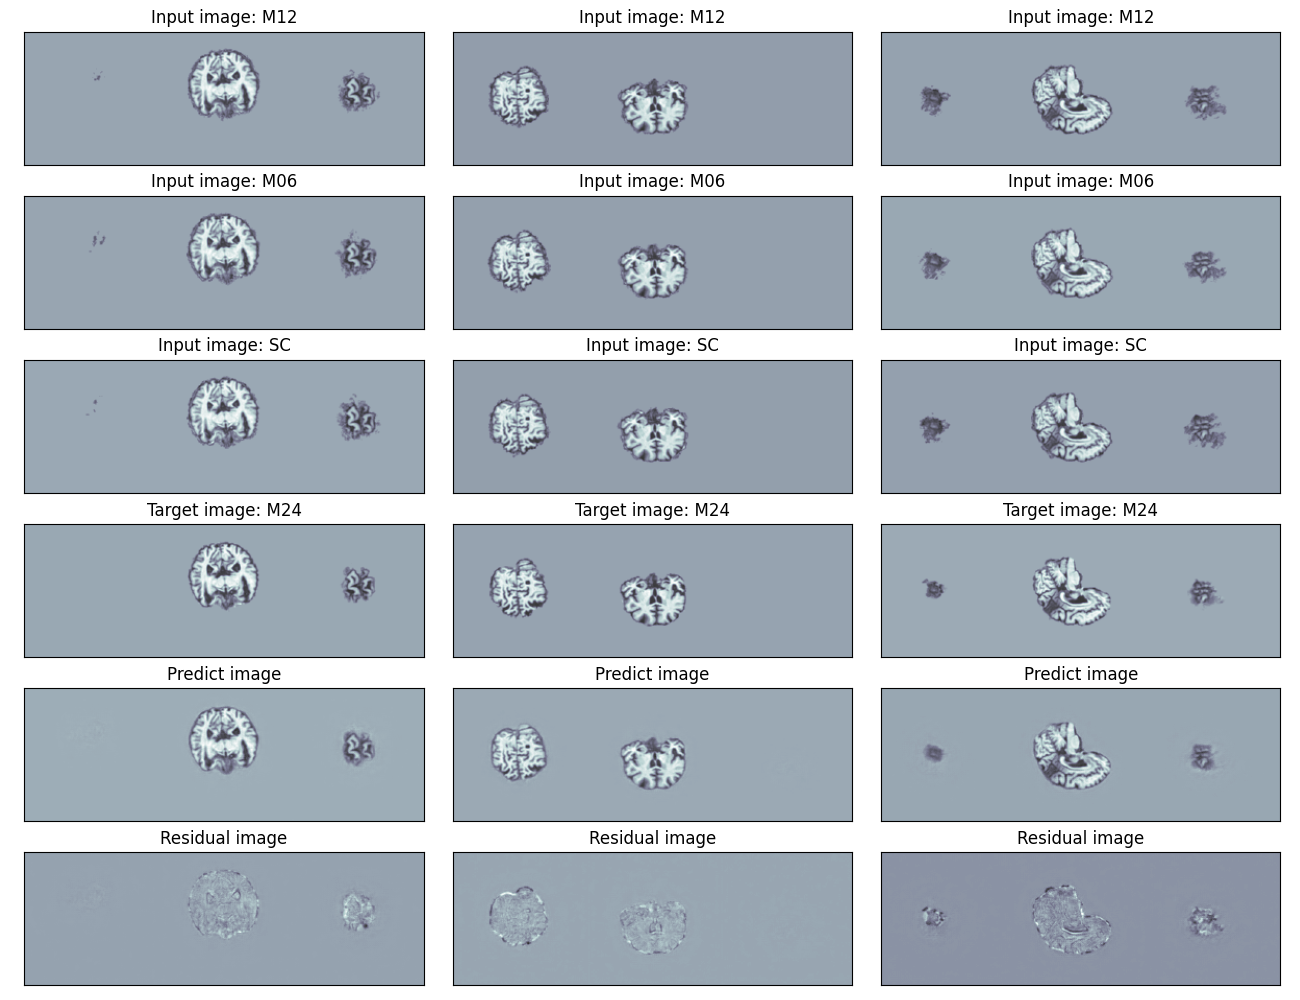 Input image: M12 Input image: M12 Input image: M12
Input image: M06 Input image: M06 Input image: M06
Input image: SC Input image: SC Input image: SC
Target image: M24 Target image: M24 Target image: M24
Predict image Predict image Predict image
Residual image Residual image Residual image